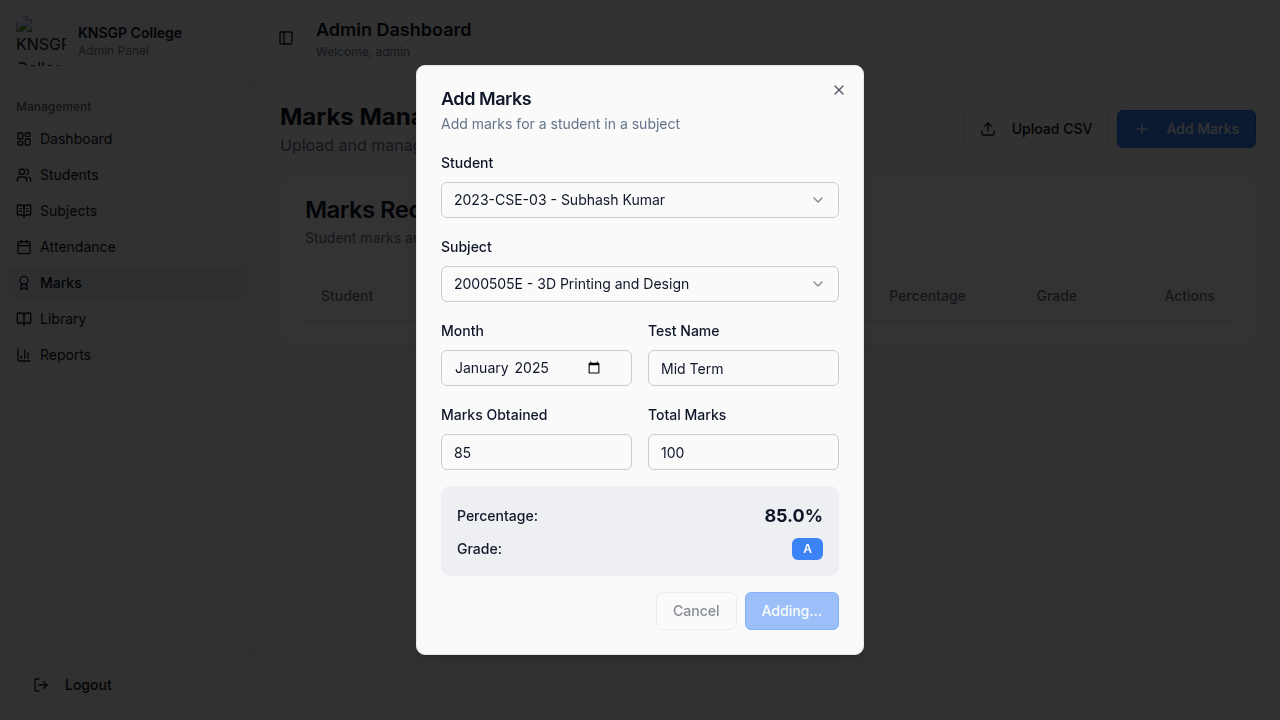 KNSGP College
Admin Panel
Management
Dashboard
Students
Subjects
Attendance
Marks
Library
Reports
Logout
Admin Dashboard
Welcome, admin
Marks Mana
Upload and manag
Upload CSV
Add Marks
Marks Rec
Student marks a
Student
Percentage
Grade
Actions
Add Marks
Add marks for a student in a subject
Student
2023-CSE-03 - Subhash Kumar
Subject
2000505E - 3D Printing and Design
Month
Test Name
January 2025
Mid Term
Marks Obtained
Total Marks
85
100
Percentage:
85.0%
Grade:
A
Cancel
Adding...